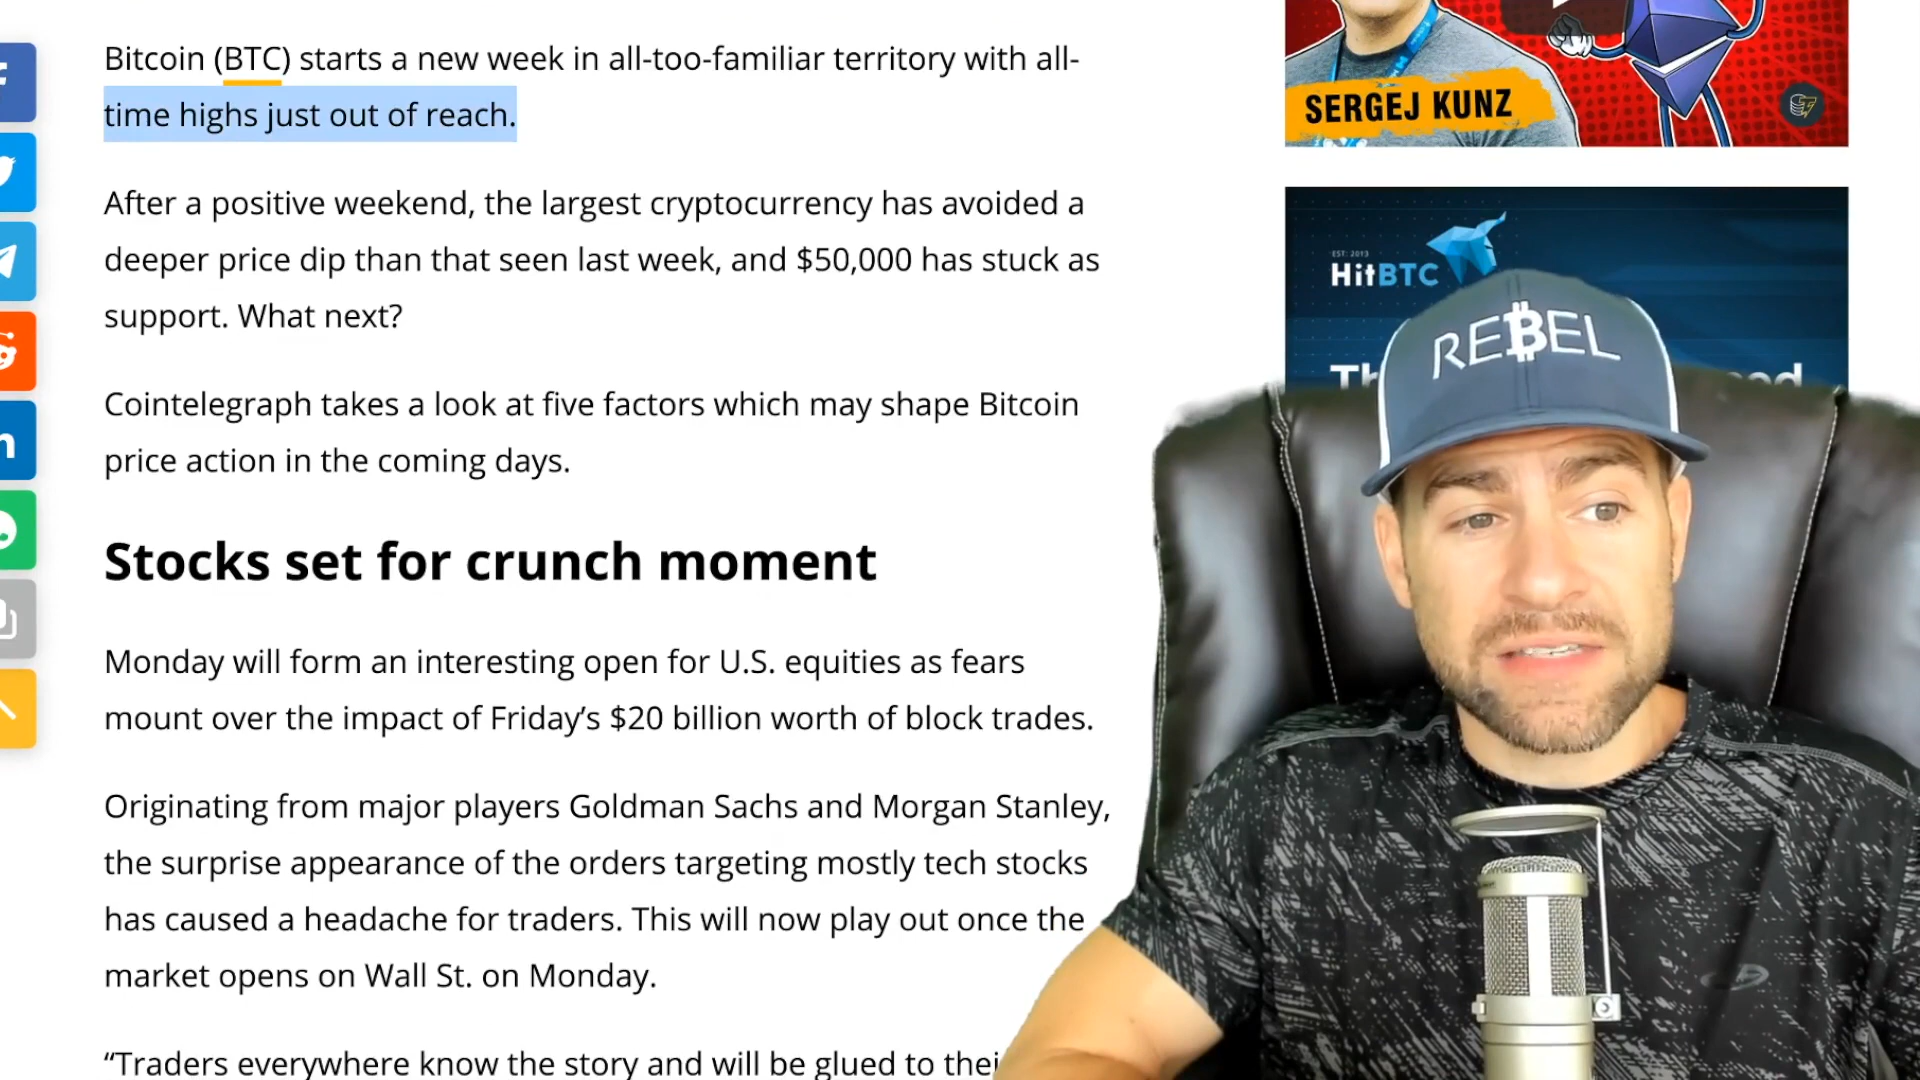 Bitcoin (BTC) starts a new week in all-too-familiar territory with all-
time highs just out of reach.
After a positive weekend, the largest cryptocurrency has avoided a
deeper price dip than that seen last week, and $50,000 has stuck as
support. What next?
Cointelegraph takes a look at five factors which may shape Bitcoin
price action in the coming days.
Stocks set for crunch moment
Monday will form an interesting open for U.S. equities as fears
mount over the impact of Friday’s $20 billion worth of block trades.
Originating from major players Goldman Sachs and Morgan Stanley,
the surprise appearance of the orders targeting mostly tech stocks
has caused a headache for traders. This will now play out once the
market opens on Wall St. on Monday.
“Traders everywhere know the story and will be glued to
SERGEJ KUNZ
EST: 2013
HitBTC
REBEL